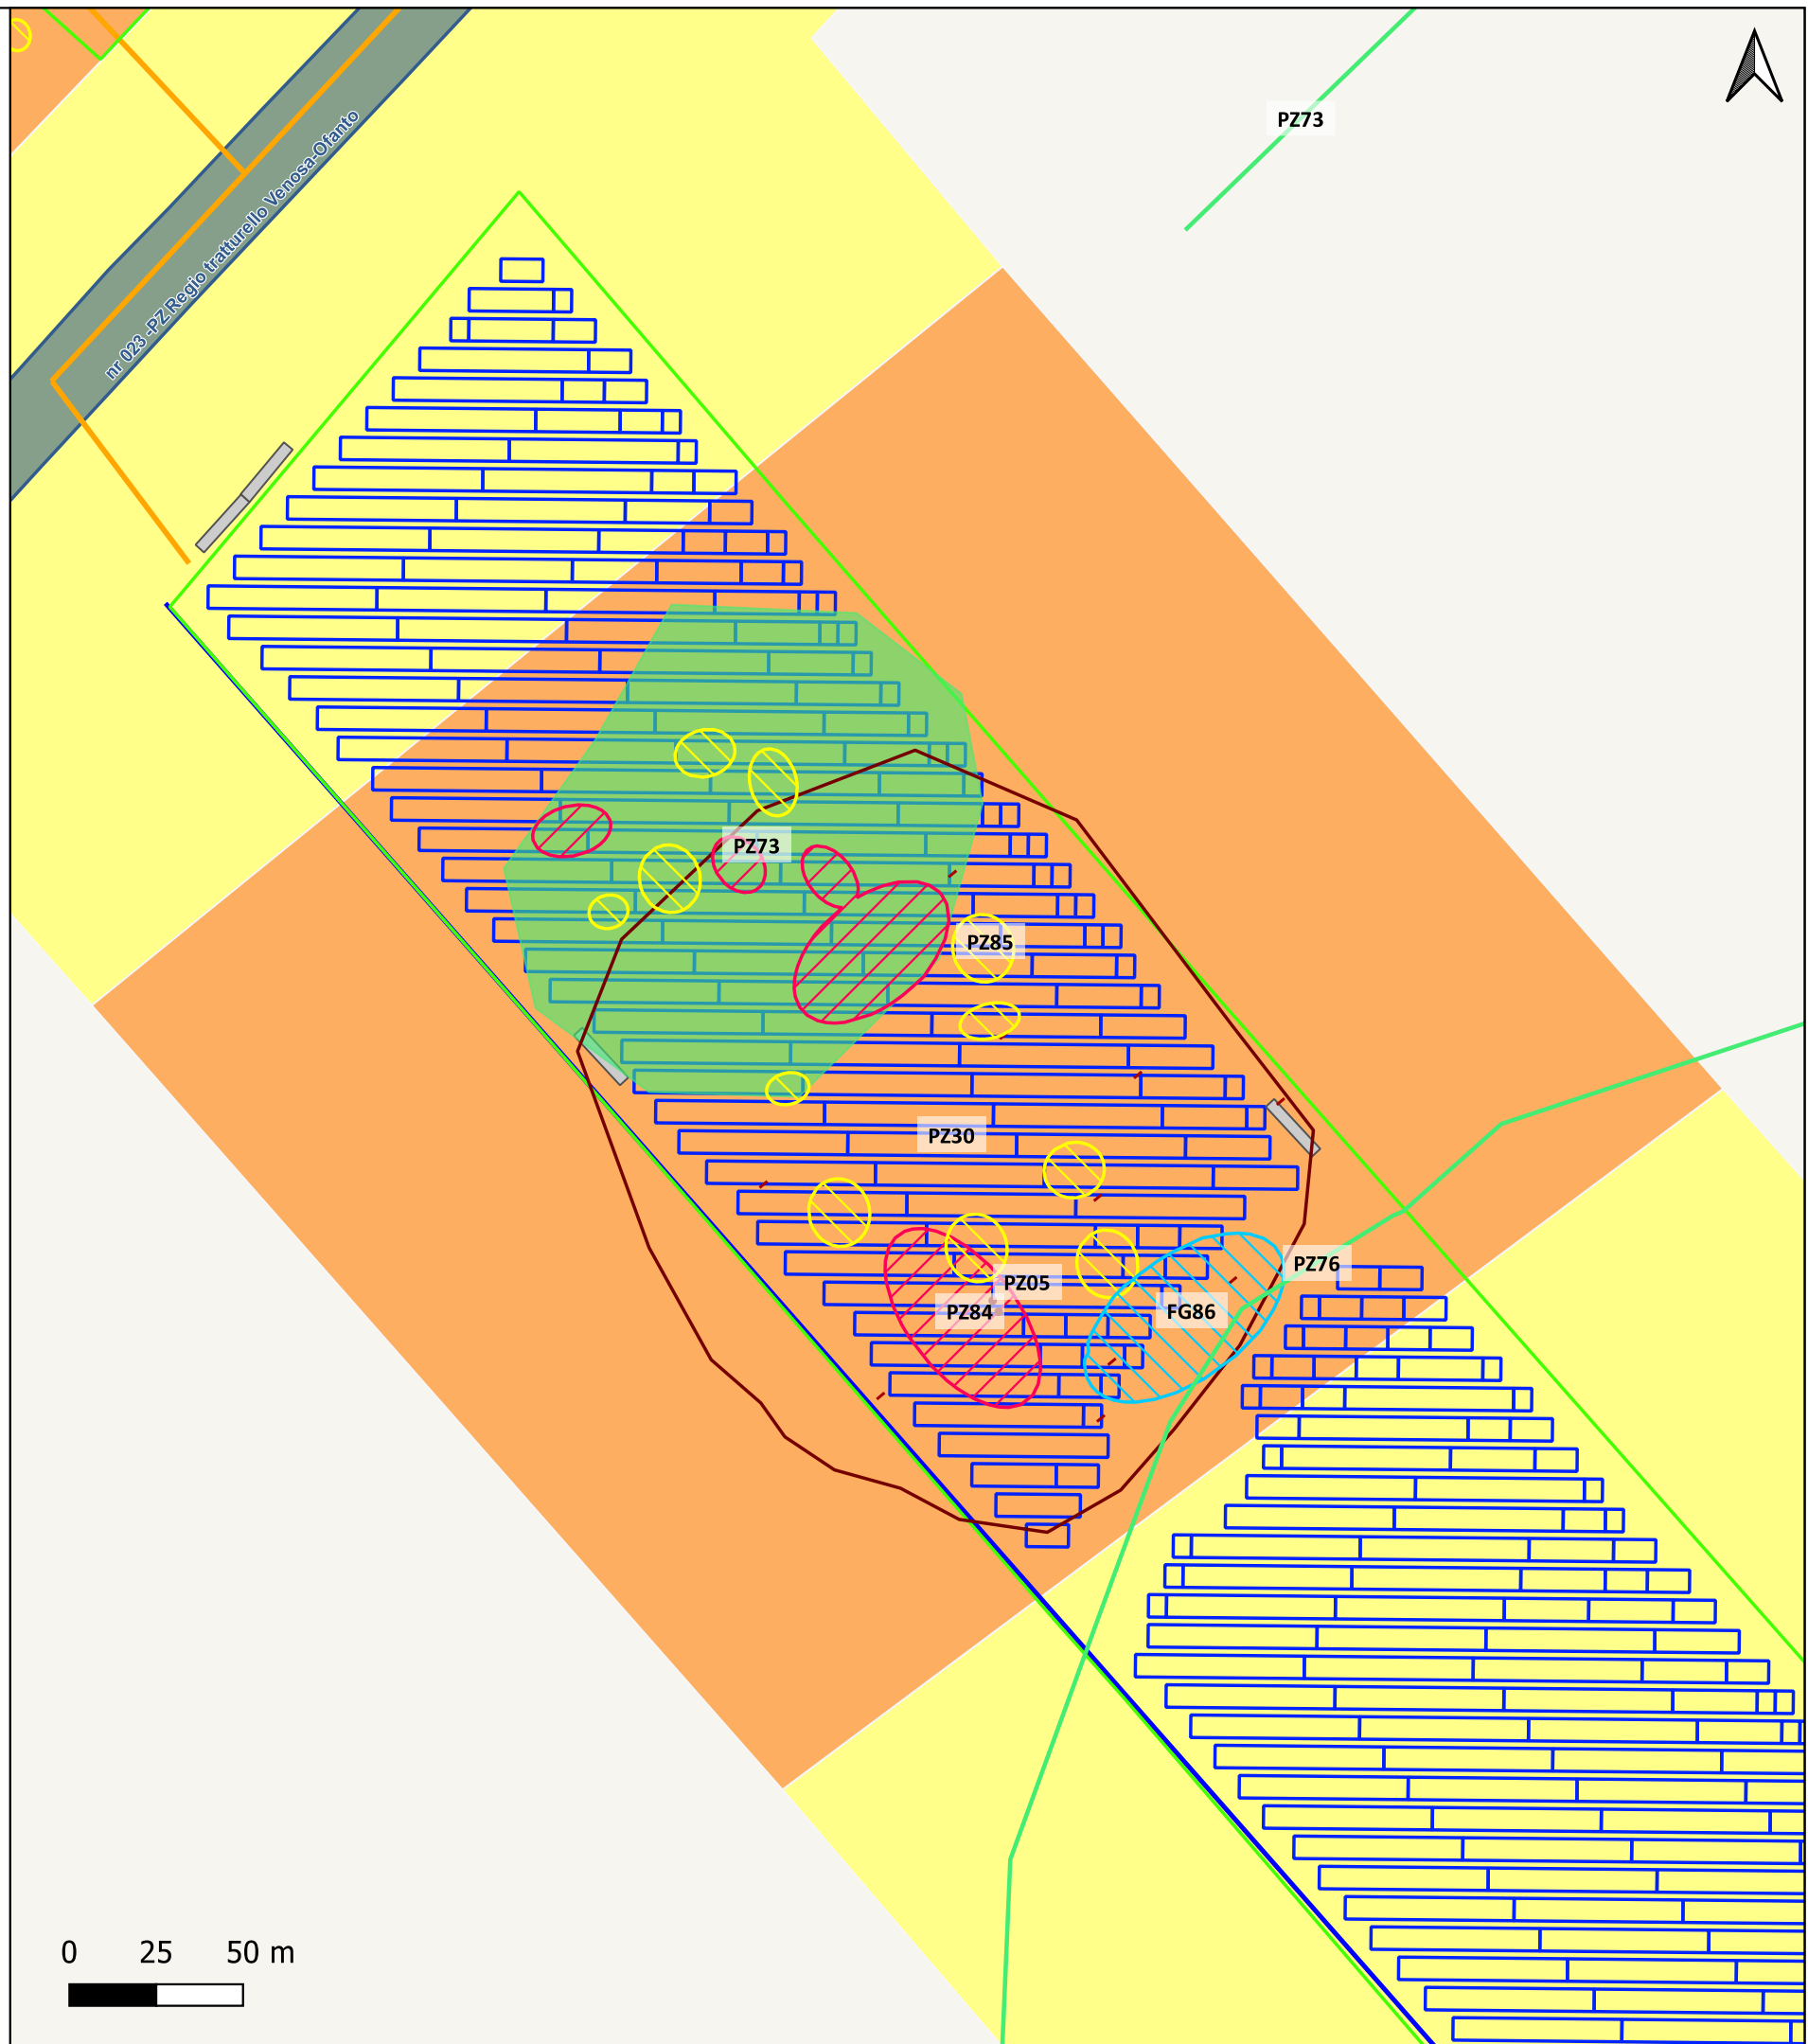 PZ73
nr 023 -PZ Regio tratturello Venosa-Ofanto
PZ73
PZ85
PZ30
PZ76
PZ05
PZ84
FG86
0 25 50 m